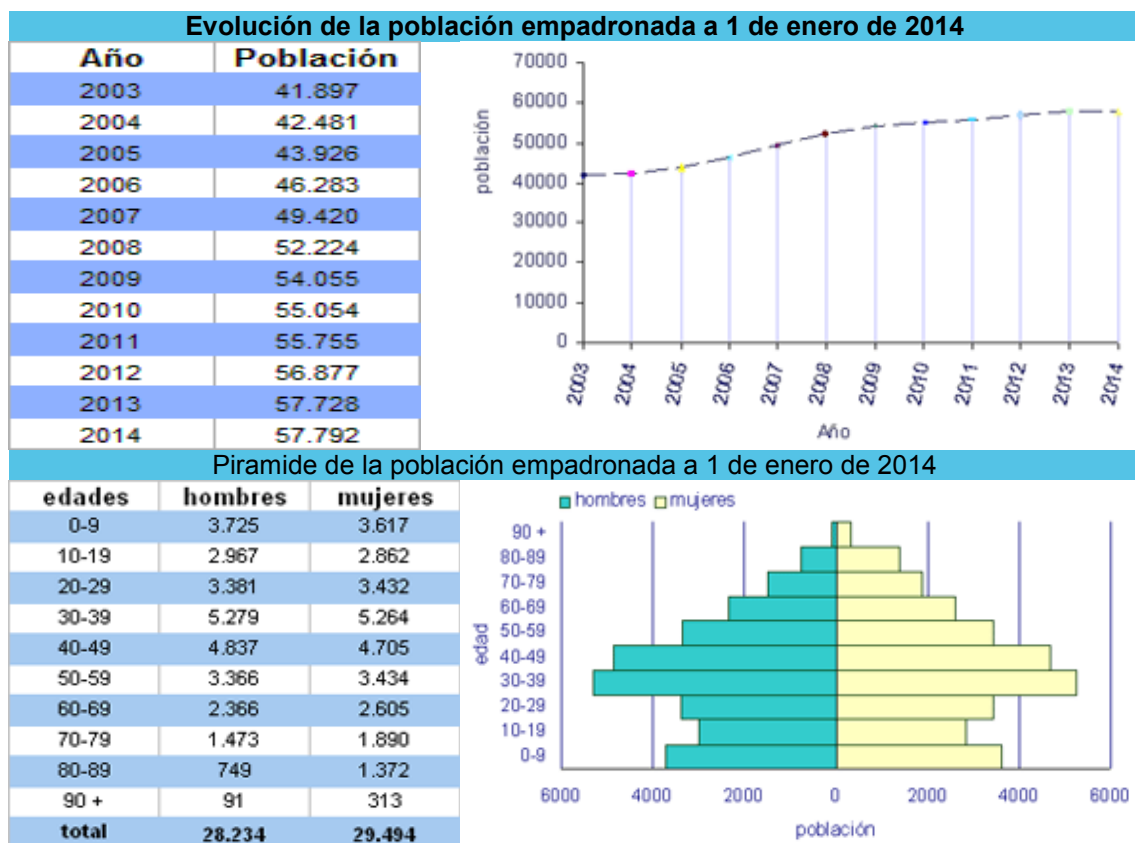 Evolución de la población empadronada a 1 de enero de 2014
Año Población
2003 41.897
2004 42.481
2005 43.926
2006 46.283
2007 49.420
2008 52.224
2009 54.055
2010 55.054
2011 55.755
2012 56.877
2013 57.728
2014 57.792
70000
60000
50000
40000
30000
20000
10000
0
población
2003 2004 2005 2006 2007 2008 2009 2010 2011 2012 2013 2014
Año
Piramide de la población empadronada a 1 de enero de 2014
edades hombres mujeres
0-9 3.725 3.617
10-19 2.967 2.862
20-29 3.381 3.432
30-39 5.279 5.264
40-49 4.837 4.705
50-59 3.366 3.434
60-69 2.366 2.605
70-79 1.473 1.890
80-89 749 1.372
90 + 91 313
total 28.234 29.494
hombres mujeres
90 +
80-89
70-79
60-69
50-59
40-49
30-39
20-29
10-19
0-9
edad
6000 4000 2000 0 2000 4000 6000
población